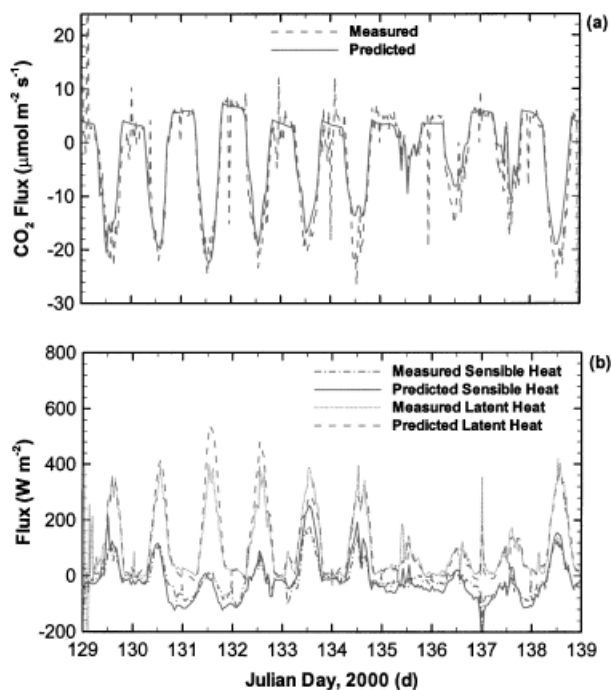 (a)
Measured
Predicted
20
10
0
-10
-20
-30
CO2 Flux (μmol m-2 s-1)
(b)
800
600
400
200
0
-200
Flux (W m-2)
Measured Sensible Heat
Predicted Sensible Heat
Measured Latent Heat
Predicted Latent Heat
129 130 131 132 133 134 135 136 137 138 139
Julian Day, 2000 (d)